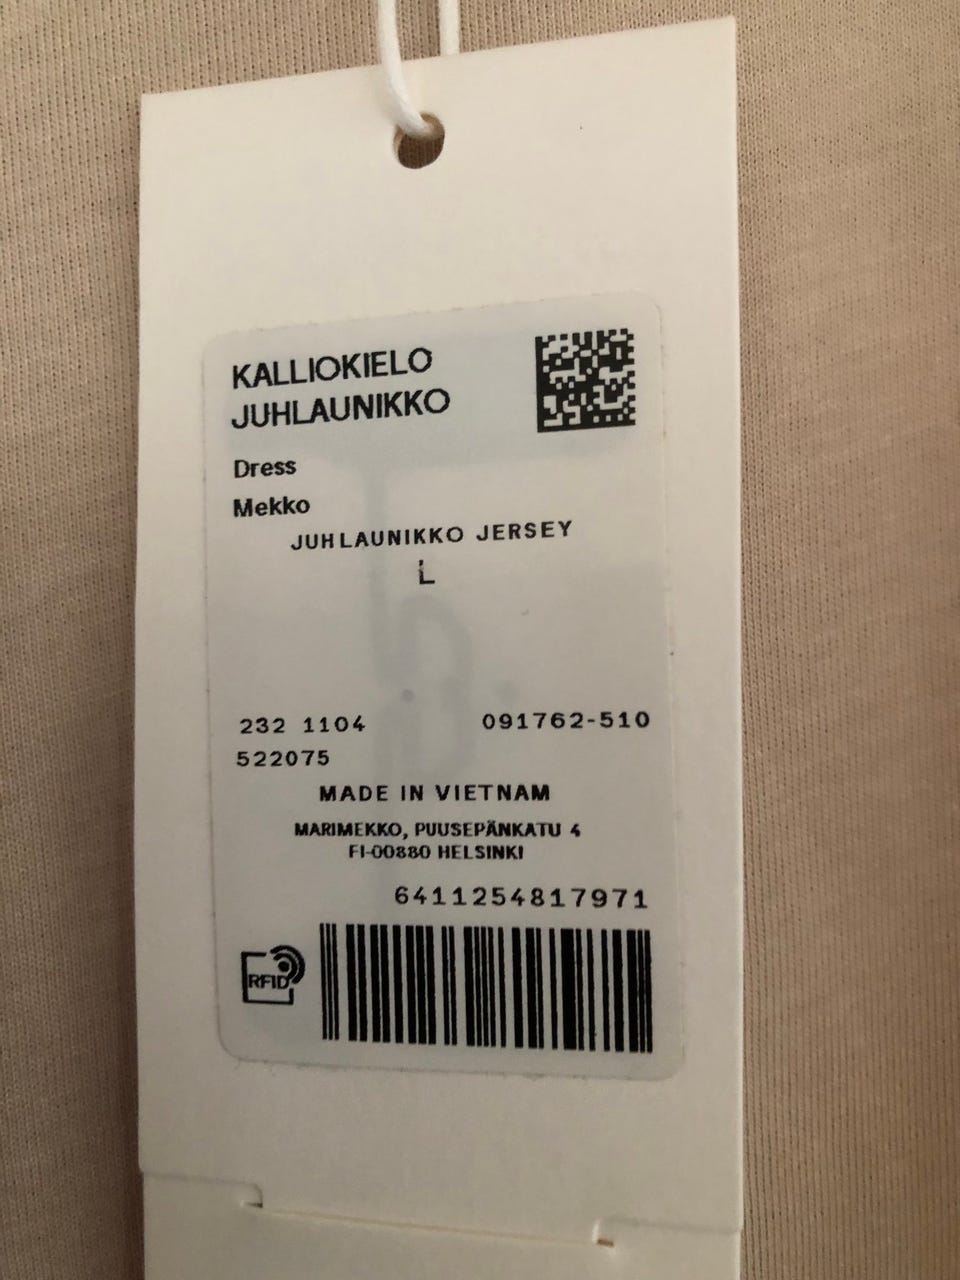 KALLIOKIELO
JUHLAUNIKKO
Dress
Mekko
JUHLAUNIKKO JERSEY
L
232 1104 091762-510
522075
MADE IN VIETNAM
MARIMEKKO, PUUSEPÄNKATU 4
FI-00880 HELSINKI
6411254817971
RFID